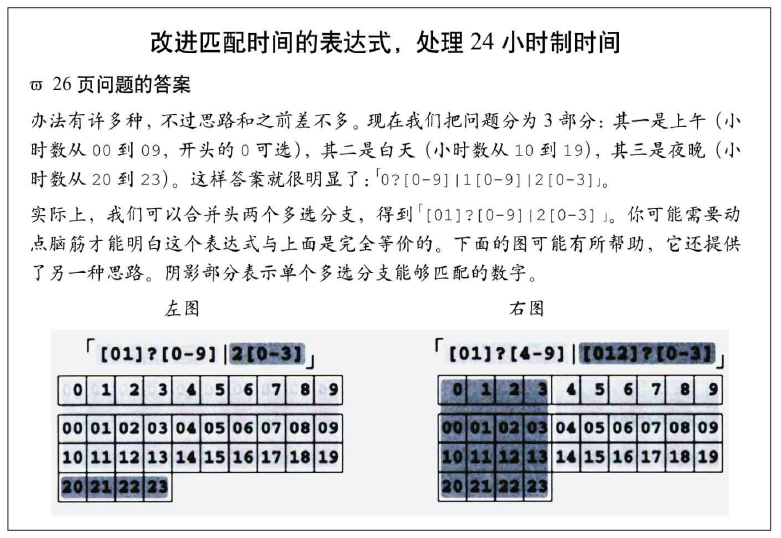 改进匹配时间的表达式，处理 24 小时制时间
ϖ 26 页问题的答案
办法有许多种，不过思路和之前差不多。现在我们把问题分为 3 部分：其一是上午（小
时数从 00 到 09，开头的 0 可选），其二是白天（小时数从 10 到 19），其三是夜晚（小
时数从 20 到 23）。这样答案就很明显了：「0?[0-9]|1[0-9]|2[0-3]」。
实际上，我们可以合并头两个多选分支，得到「[01]?[0-9]|2[0-3]」。你可能需要动
点脑筋才能明白这个表达式与上面是完全等价的。下面的图可能有所帮助，它还提供
了另一种思路。阴影部分表示单个多选分支能够匹配的数字。
左图
「[01]?[0-9]|2[0-3]」
0 1 2 3 4 5 6 7 8 9
00 01 02 03 04 05 06 07 08 09
10 11 12 13 14 15 16 17 18 19
20 21 22 23
右图
「[01]?[4-9]|[012]?[0-3]」
0 1 2 3 4 5 6 7 8 9
00 01 02 03 04 05 06 07 08 09
10 11 12 13 14 15 16 17 18 19
20 21 22 23